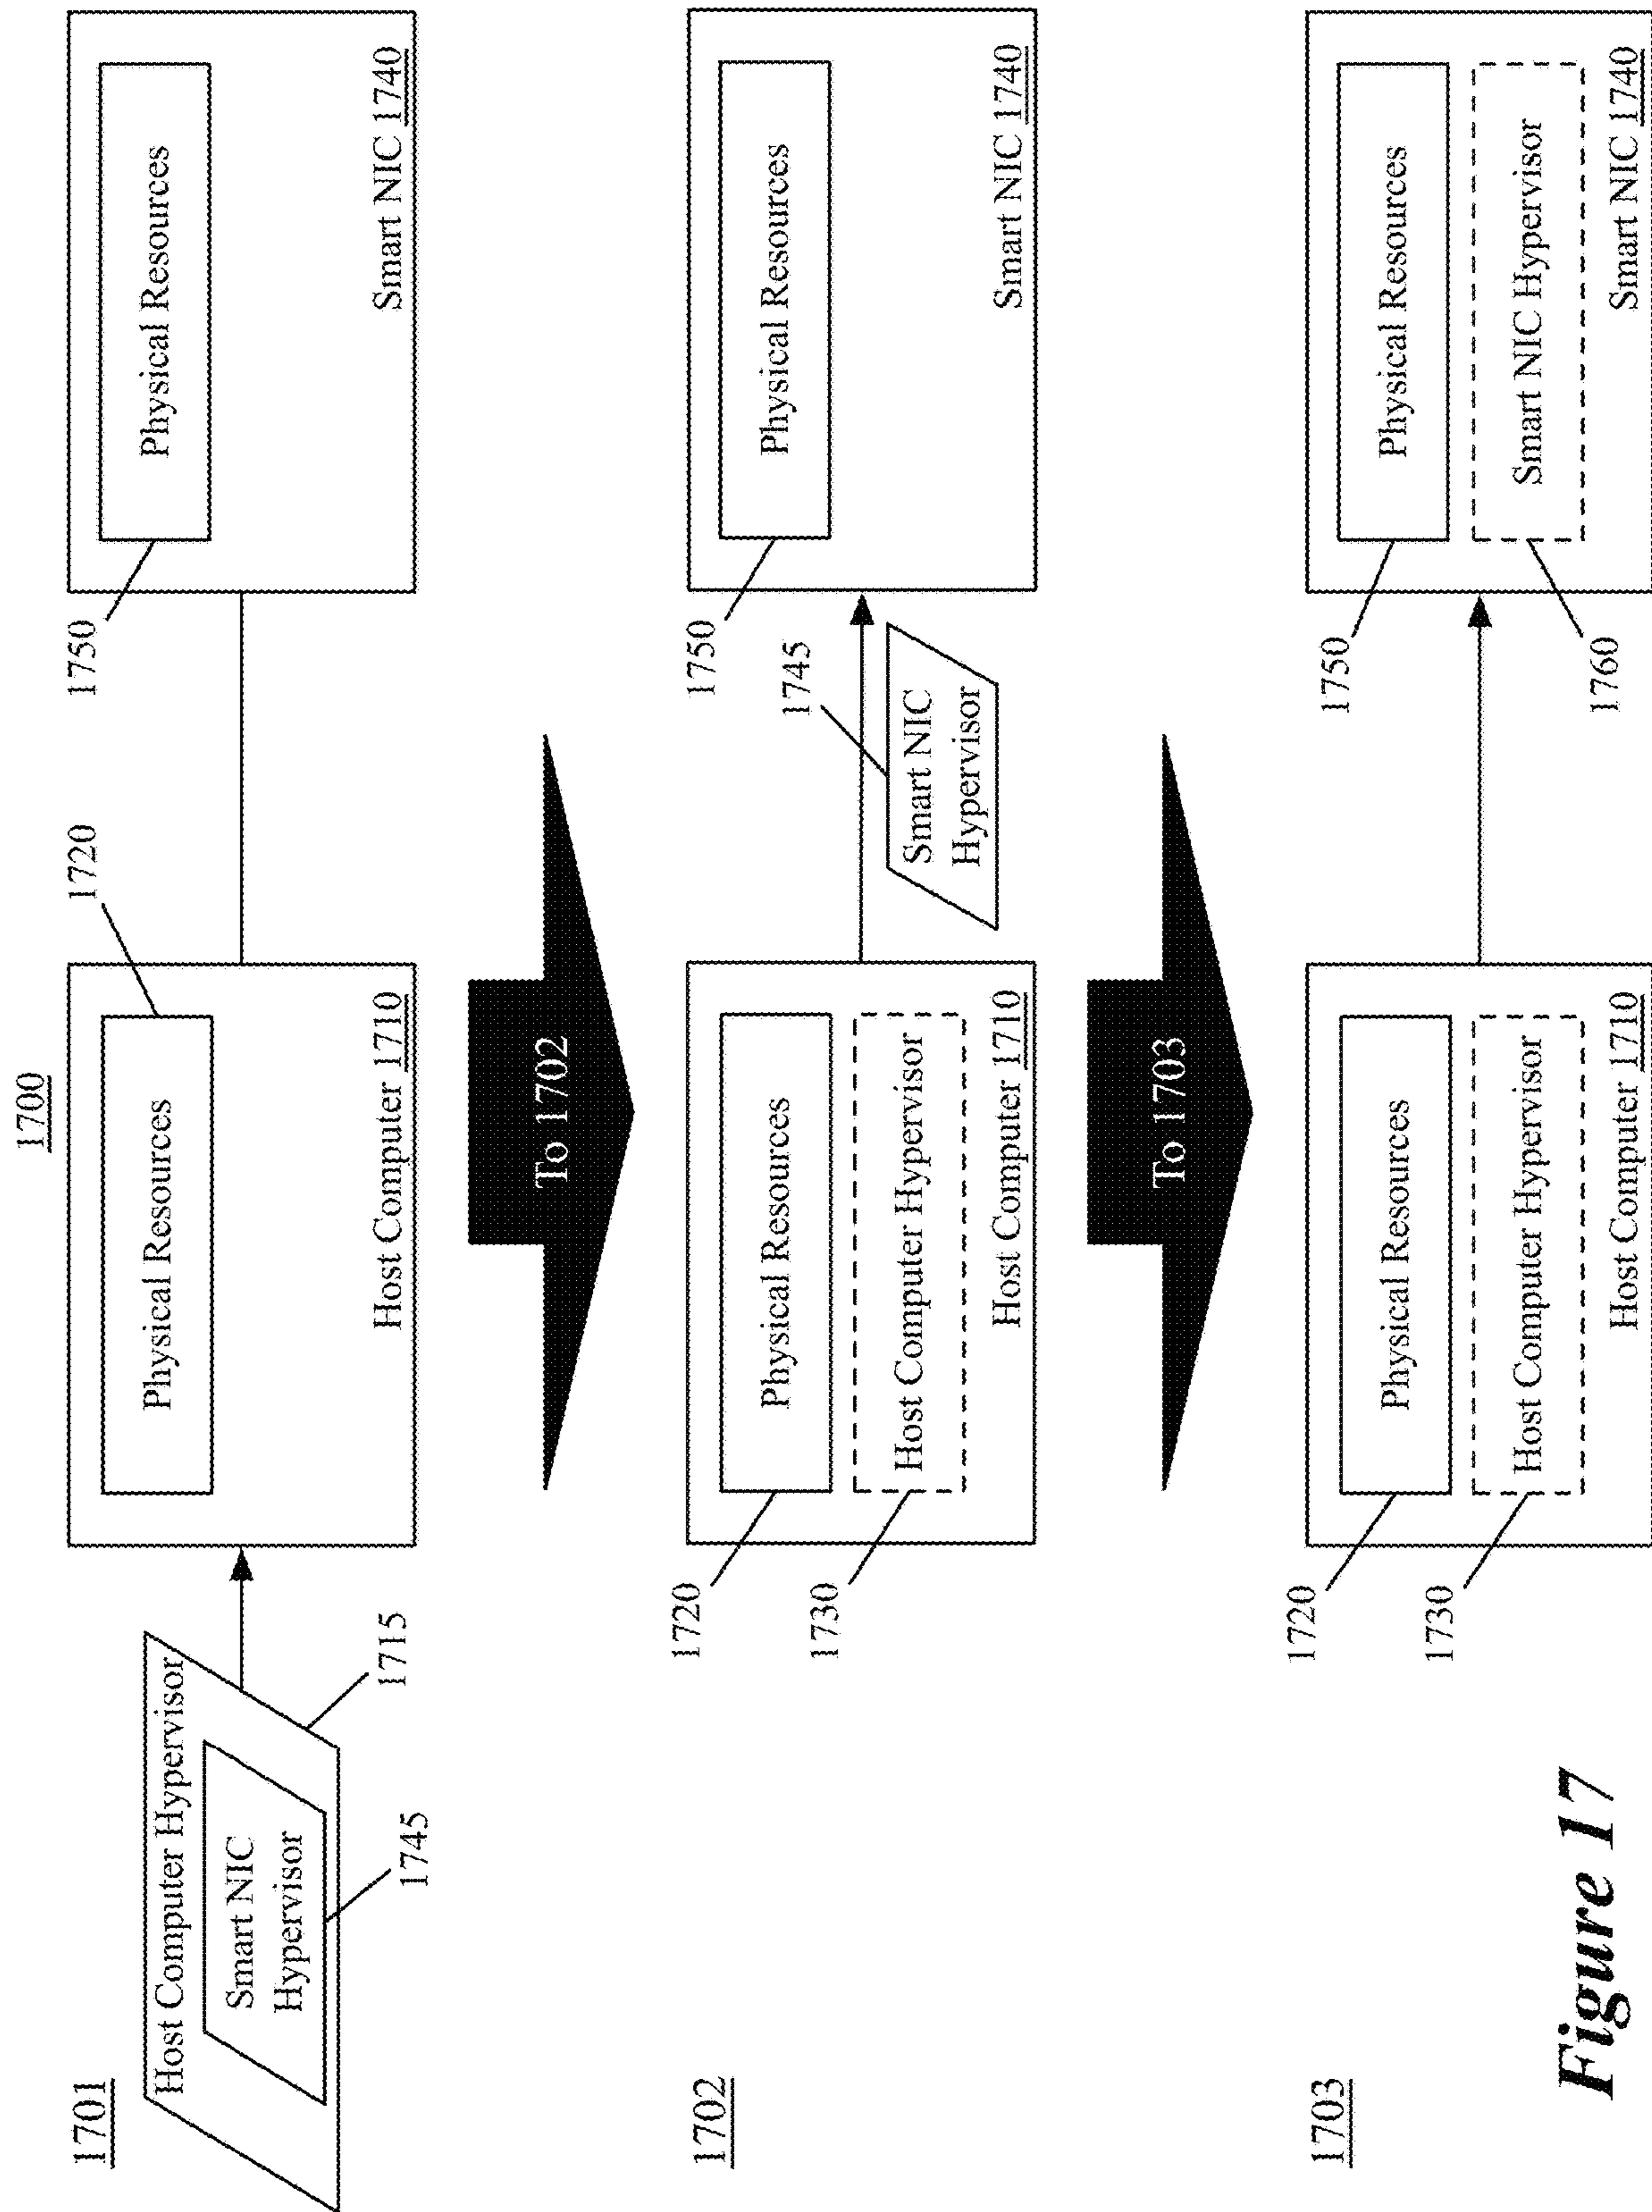 1700
1701
Host Computer Hypervisor
Smart NIC
Hypervisor
1715
1745
1720
Physical Resources
Host Computer 1710
1750
Physical Resources
Smart NIC 1740
To 1702
1702
1720
Physical Resources
1730
Host Computer Hypervisor
Host Computer 1710
1745
Smart NIC
Hypervisor
1750
Physical Resources
Smart NIC 1740
To 1703
1703
1720
Physical Resources
1730
Host Computer Hypervisor
Host Computer 1710
1750
Physical Resources
1760
Smart NIC Hypervisor
Smart NIC 1740
Figure 17